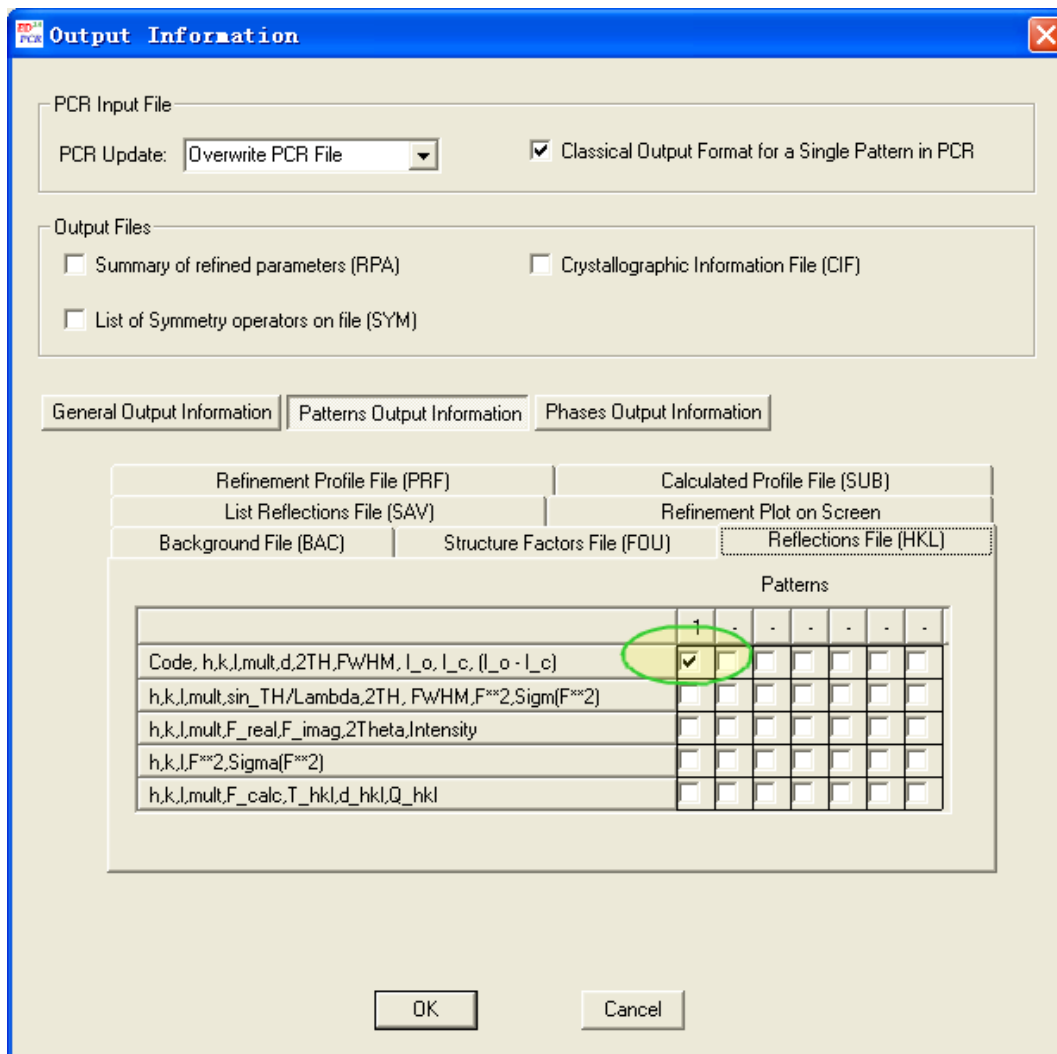 ED PCR Output Information
PCR Input File
PCR Update: Overwrite PCR File
Classical Output Format for a Single Pattern in PCR
Output Files
Summary of refined parameters (RPA)
Crystallographic Information File (CIF)
List of Symmetry operators on file (SYM)
General Output Information
Patterns Output Information
Phases Output Information
Refinement Profile File (PRF)
Calculated Profile File (SUB)
List Reflections File (SAV)
Refinement Plot on Screen
Background File (BAC)
Structure Factors File (FOU)
Reflections File (HKL)
Patterns
1 - - - - - -
Code, h,k,l,mult,d,2TH,FWHM, I_o, I_c, (I_o - I_c)
h,k,l,mult,sin_TH/Lambda,2TH, FWHM,F**2,Sigm(F**2)
h,k,l,mult,F_real,F_imag,2Theta,Intensity
h,k,l,F**2,Sigma(F**2)
h,k,l,mult,F_calc,T_hkl,d_hkl,Q_hkl
OK
Cancel